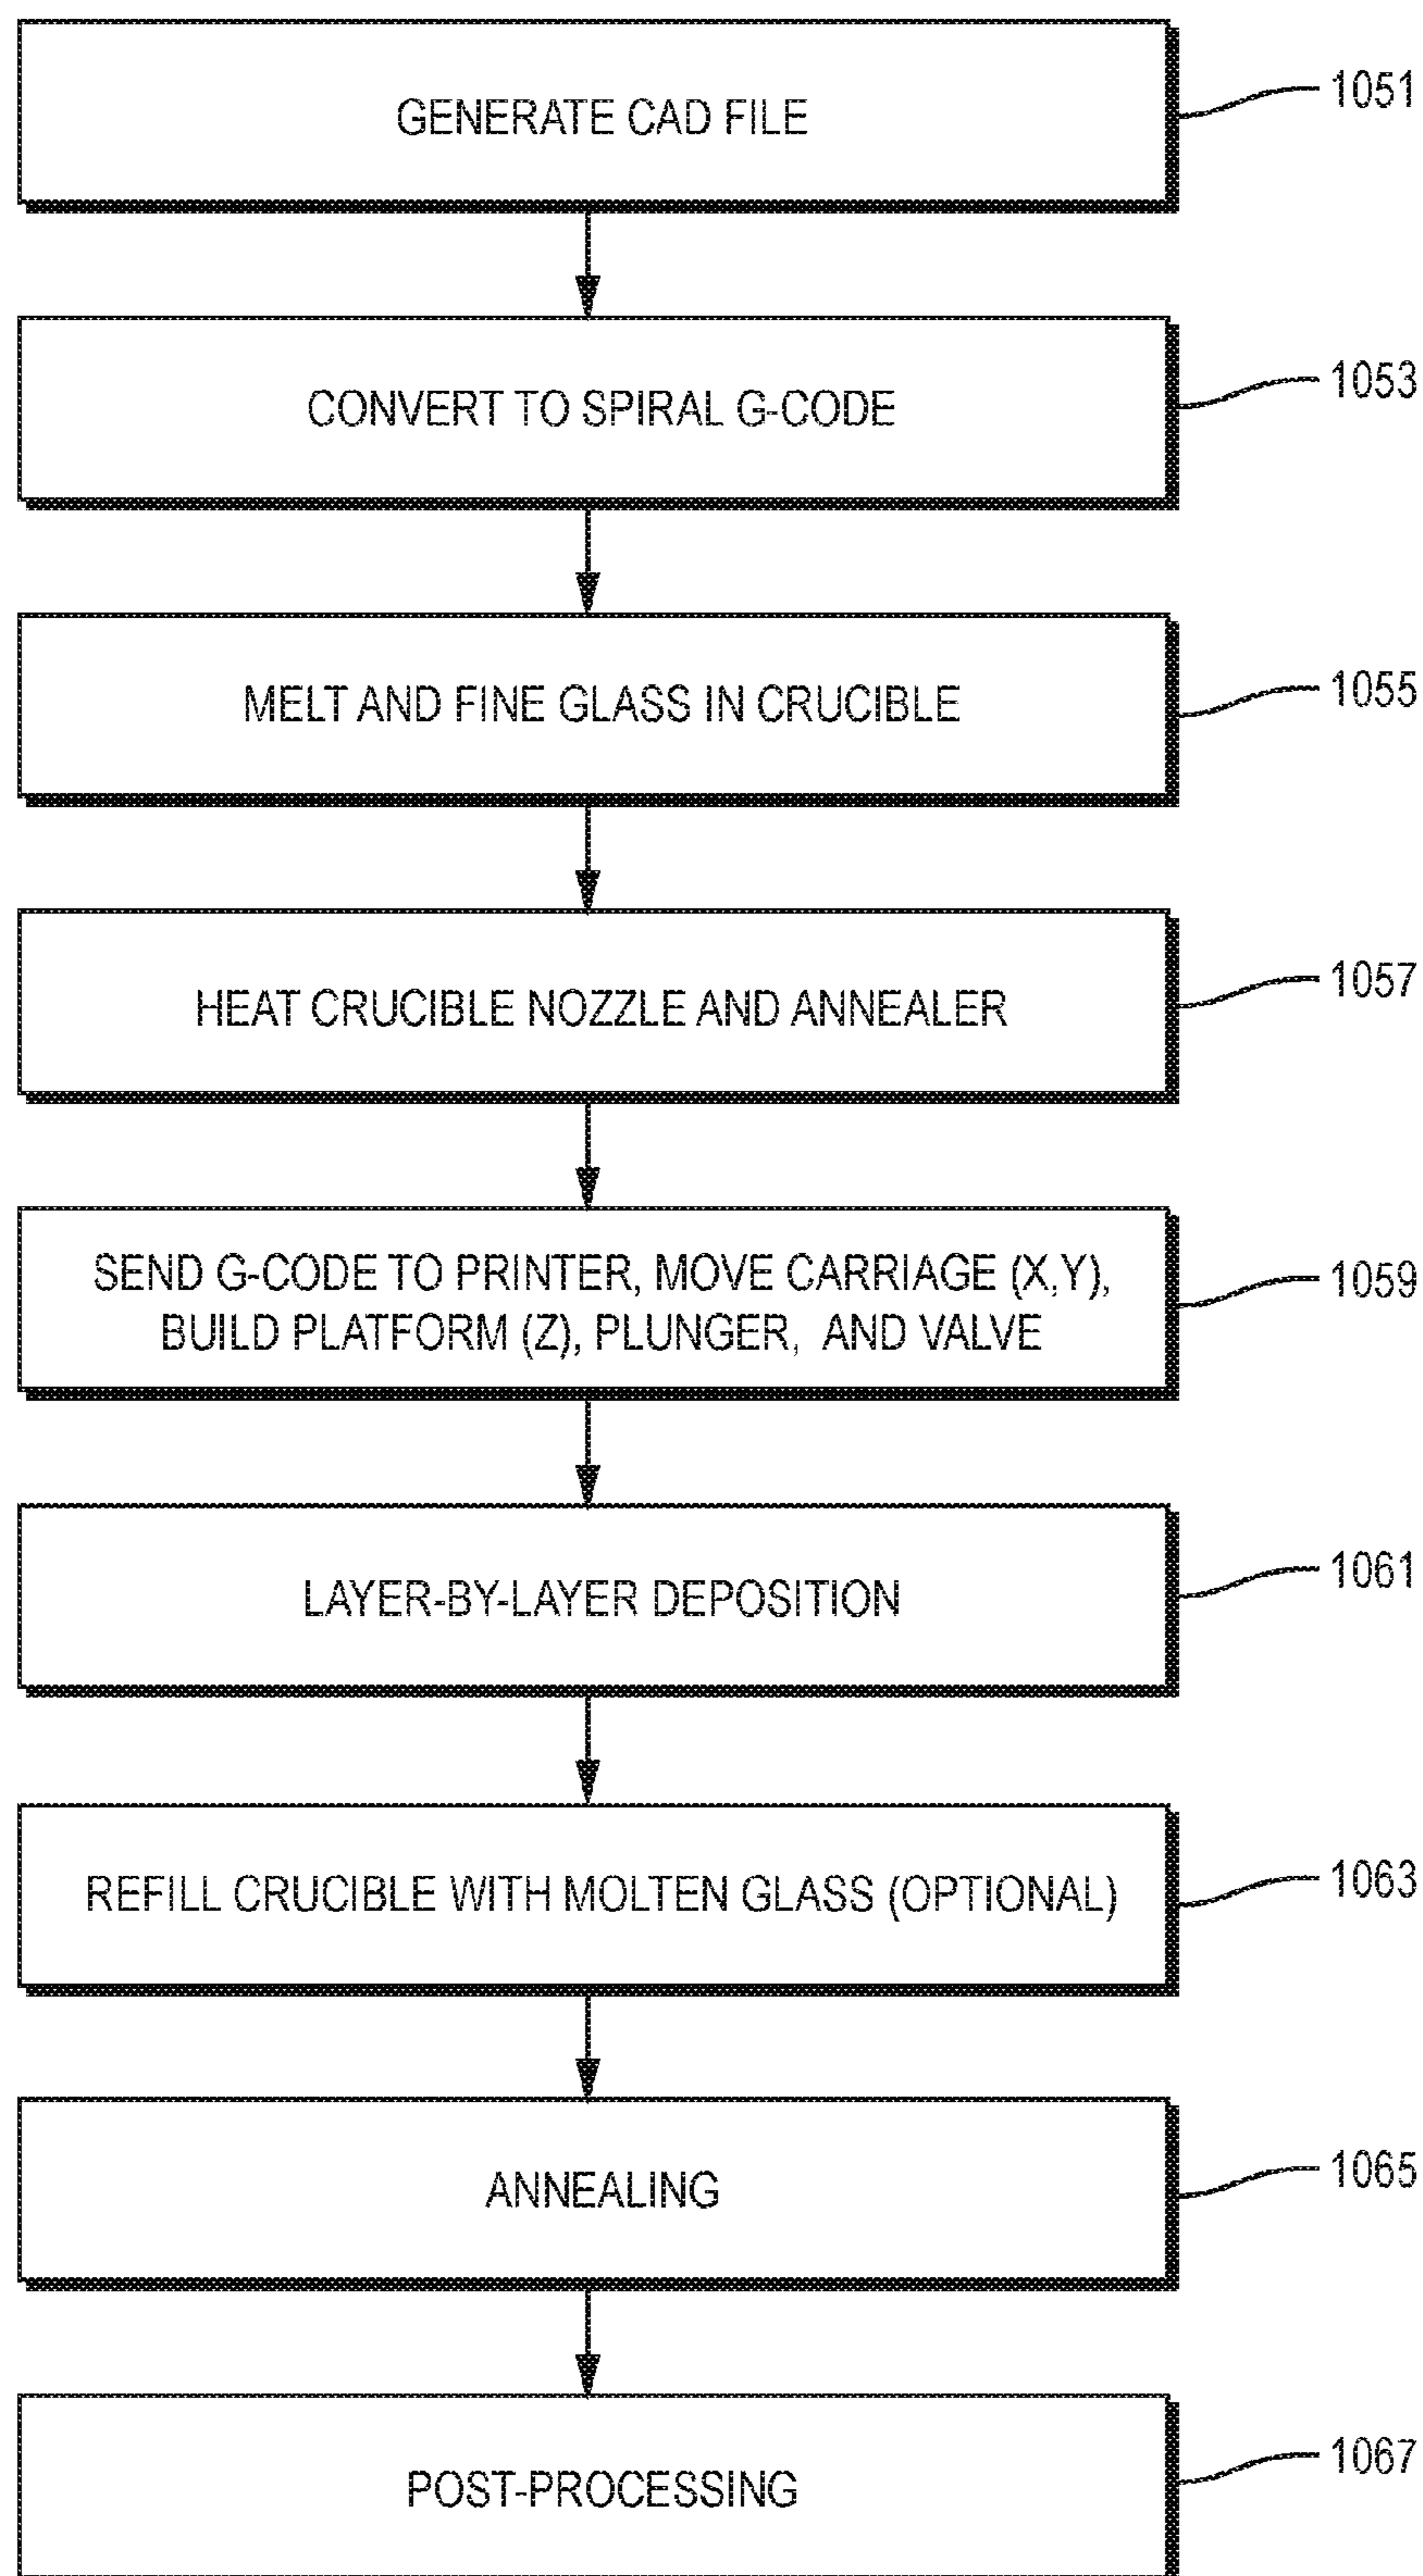 GENERATE CAD FILE
1051
CONVERT TO SPIRAL G-CODE
1053
MELT AND FINE GLASS IN CRUCIBLE
1055
HEAT CRUCIBLE NOZZLE AND ANNEALER
1057
SEND G-CODE TO PRINTER, MOVE CARRIAGE (X,Y),
BUILD PLATFORM (Z), PLUNGER, AND VALVE
1059
LAYER-BY-LAYER DEPOSITION
1061
REFILL CRUCIBLE WITH MOLTEN GLASS (OPTIONAL)
1063
ANNEALING
1065
POST-PROCESSING
1067